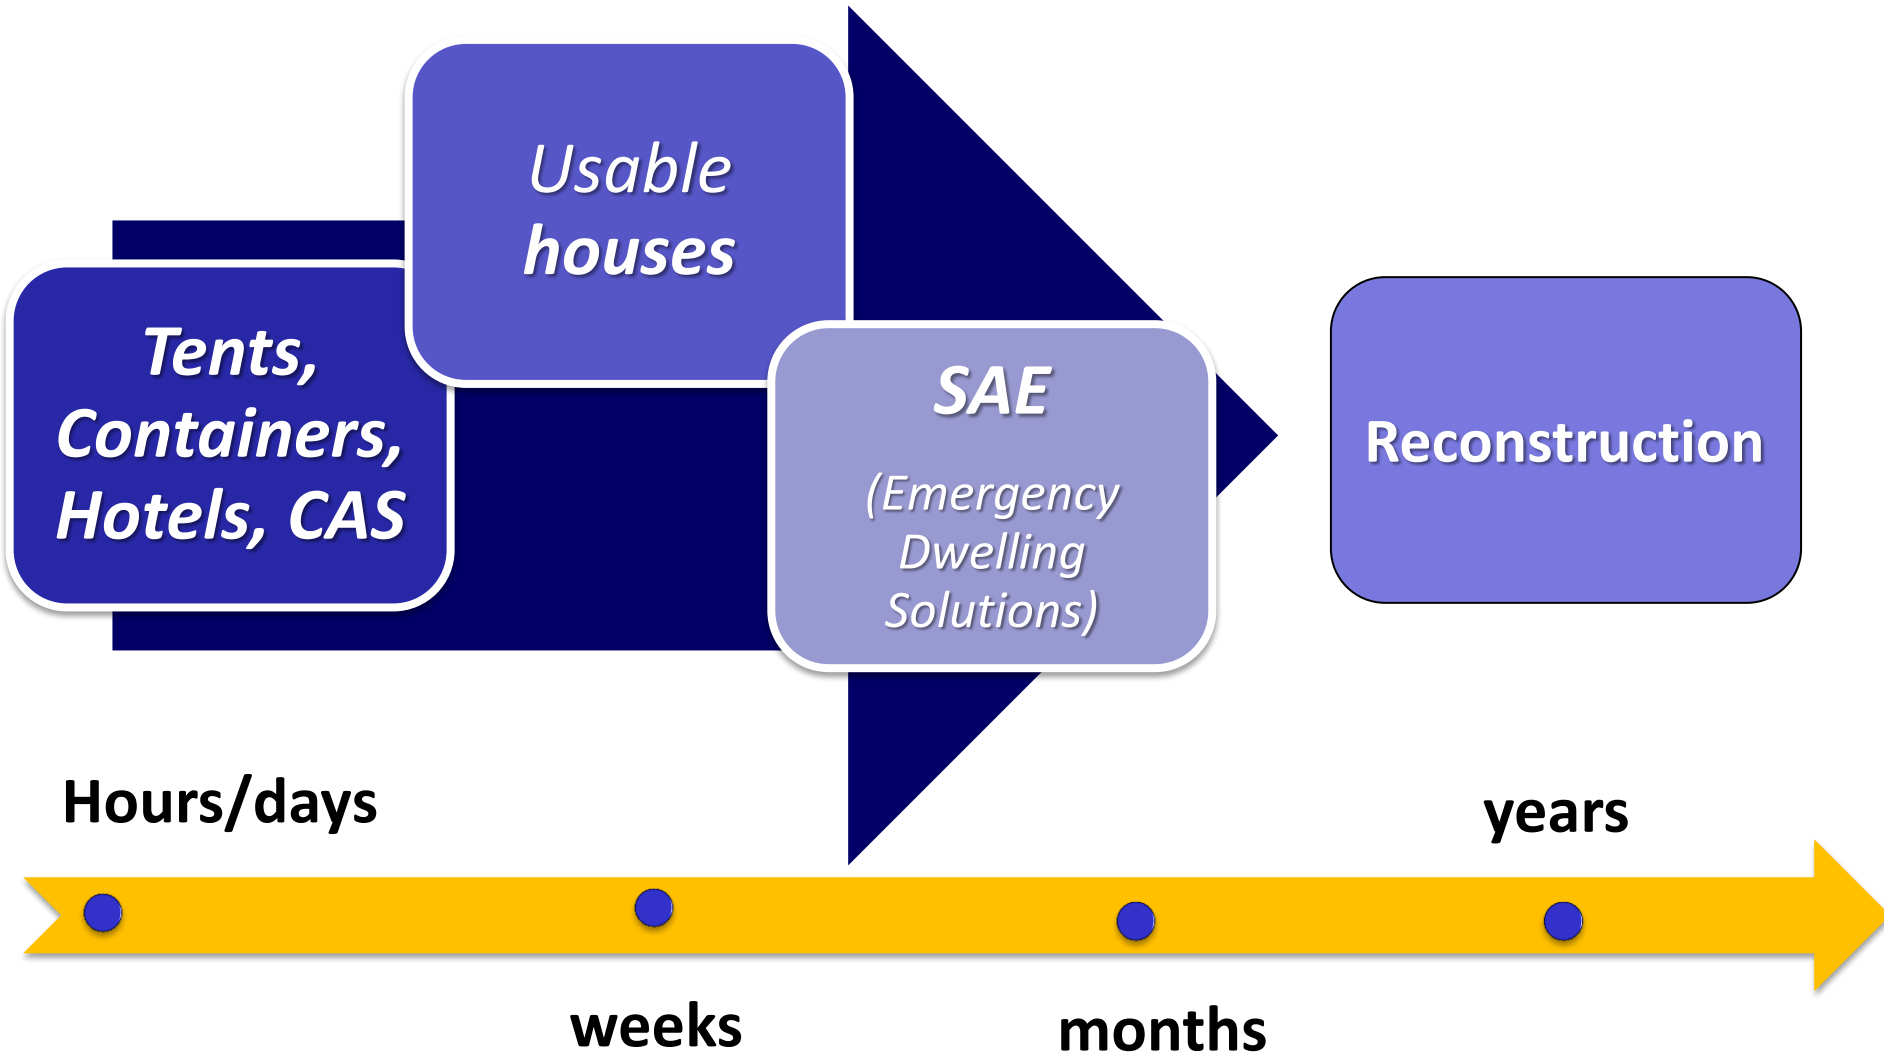 Usable
houses
Tents,
Containers,
Hotels, CAS
SAE
(Emergency
Dwelling
Solutions)
Reconstruction
Hours/days
years
weeks
months